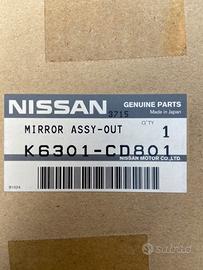 NISSAN
GENUINE PARTS
Made in Japan
3715
Q'TY
MIRROR ASSY-OUT 1
K6301-CD801
NISSAN MOTOR CO.,LTD.
subito